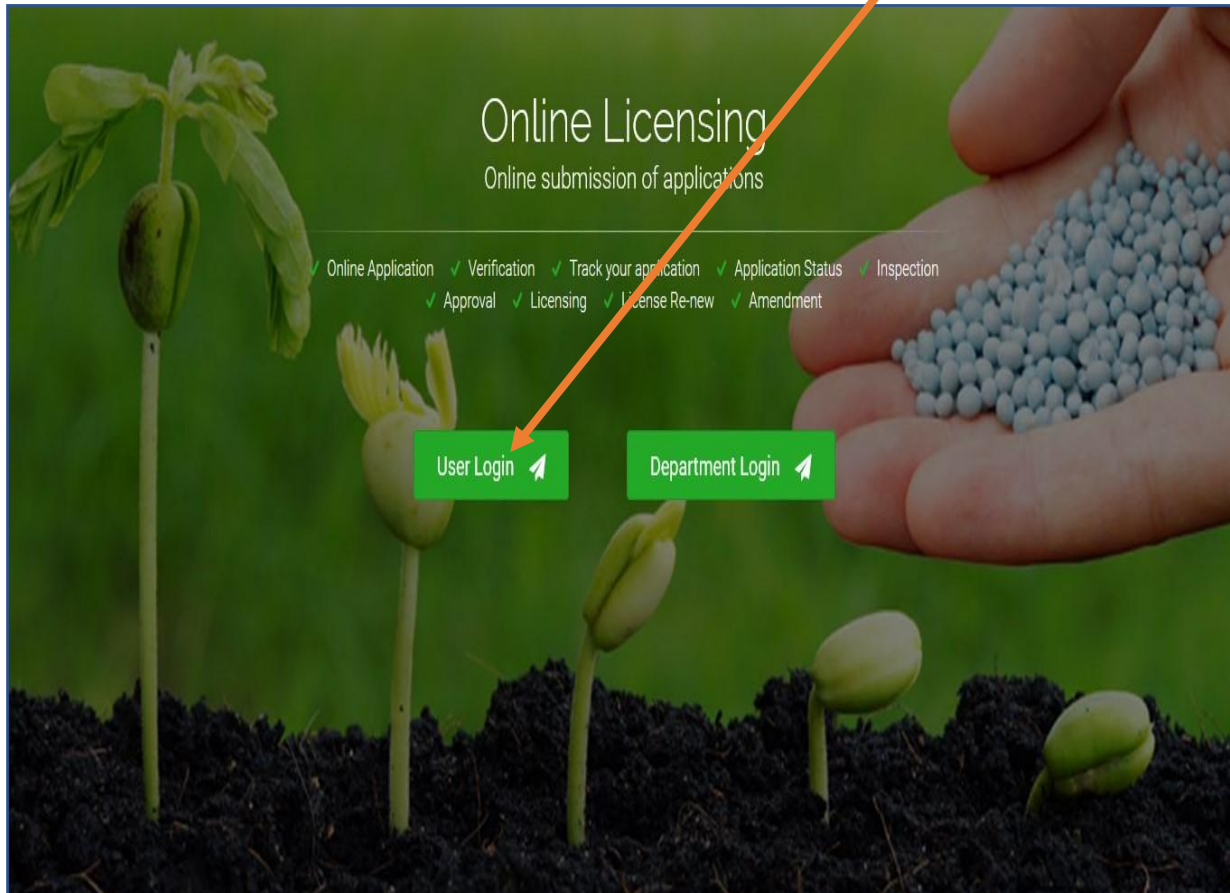 Online Licensing
Online submission of applications
✓ Online Application ✓ Verification ✓ Track your application ✓ Application Status ✓ Inspection
✓ Approval ✓ Licensing ✓ License Re-new ✓ Amendment
User Login
Department Login